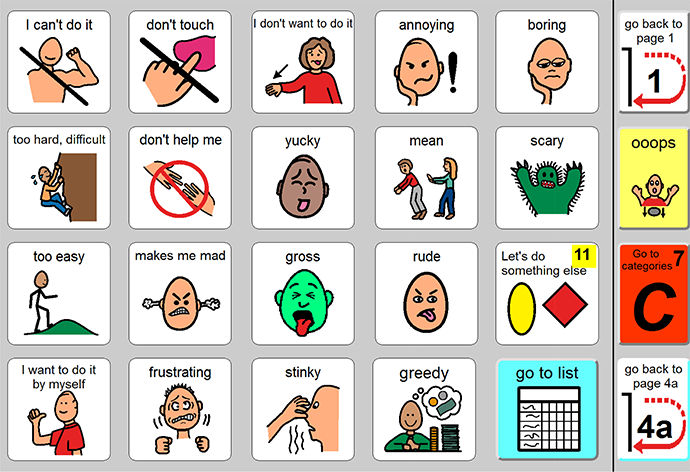 I can't do it
don't touch
I don't want to do it
annoying
boring
go back to
page 1
1
too hard, difficult
don't help me
yucky
mean
scary
ooops
too easy
makes me mad
gross
rude
Let's do
something else
11
Go to
categories
7
C
I want to do it
by myself
frustrating
stinky
greedy
go to list
go back to
page 4a
4a